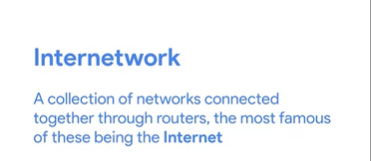 Internetwork
A collection of networks connected
together through routers, the most famous
of these being the Internet